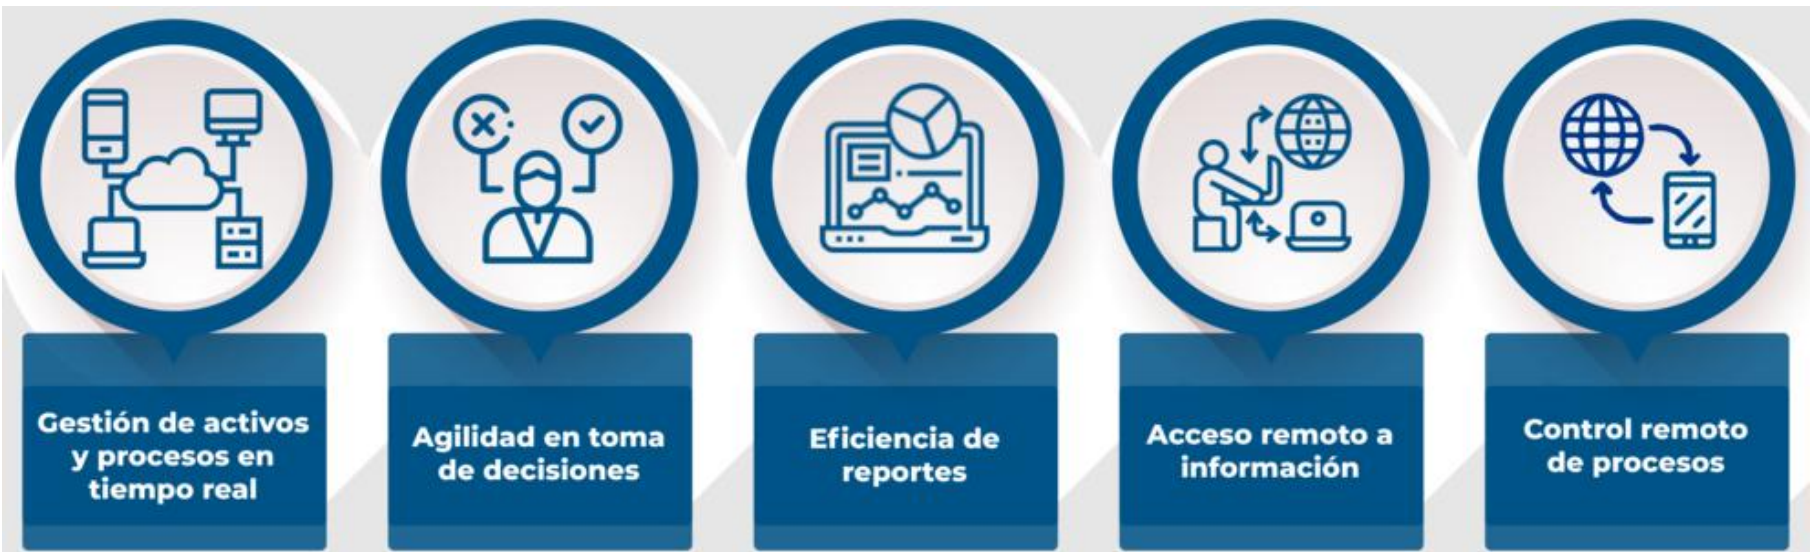 Gestión de activos
y procesos en
tiempo real
Agilidad en toma
de decisiones
Eficiencia de
reportes
Acceso remoto a
información
Control remoto
de procesos